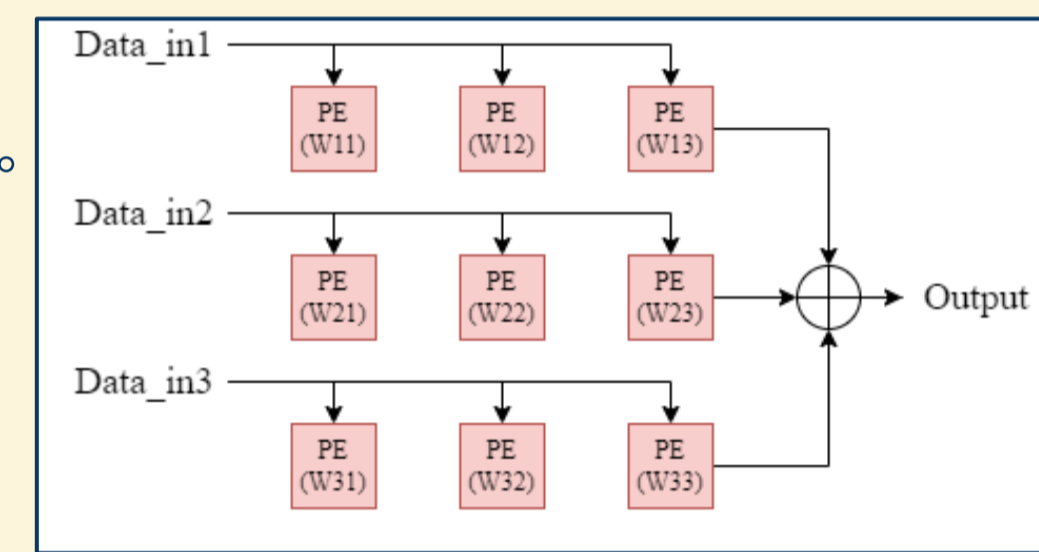 Data_in1
PE
(W11)
PE
(W12)
PE
(W13)
Data_in2
PE
(W21)
PE
(W22)
PE
(W23)
Output
Data_in3
PE
(W31)
PE
(W32)
PE
(W33)